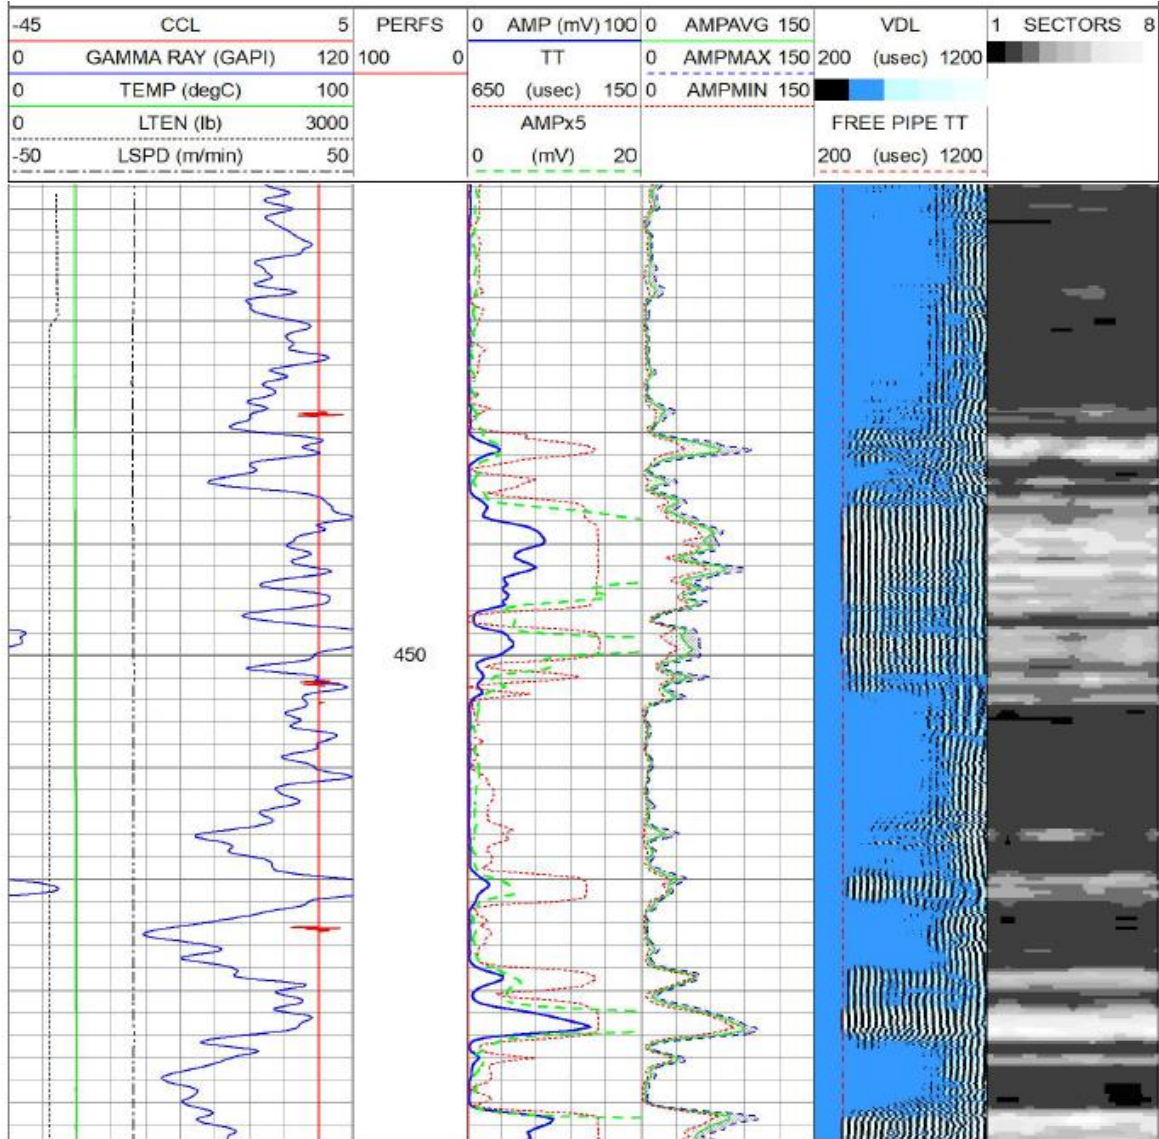 -45 CCL 5
0 GAMMA RAY (GAPI) 120
0 TEMP (degC) 100
0 LTEN (lb) 3000
-50 LSPD (m/min) 50
PERFS
100 0
0 AMP (mV) 100
TT
650 (usec) 150
AMPx5
0 (mV) 20
0 AMPAVG 150
0 AMPMAX 150
0 AMPMIN 150
VDL
200 (usec) 1200
FREE PIPE TT
200 (usec) 1200
1 SECTORS 8
450